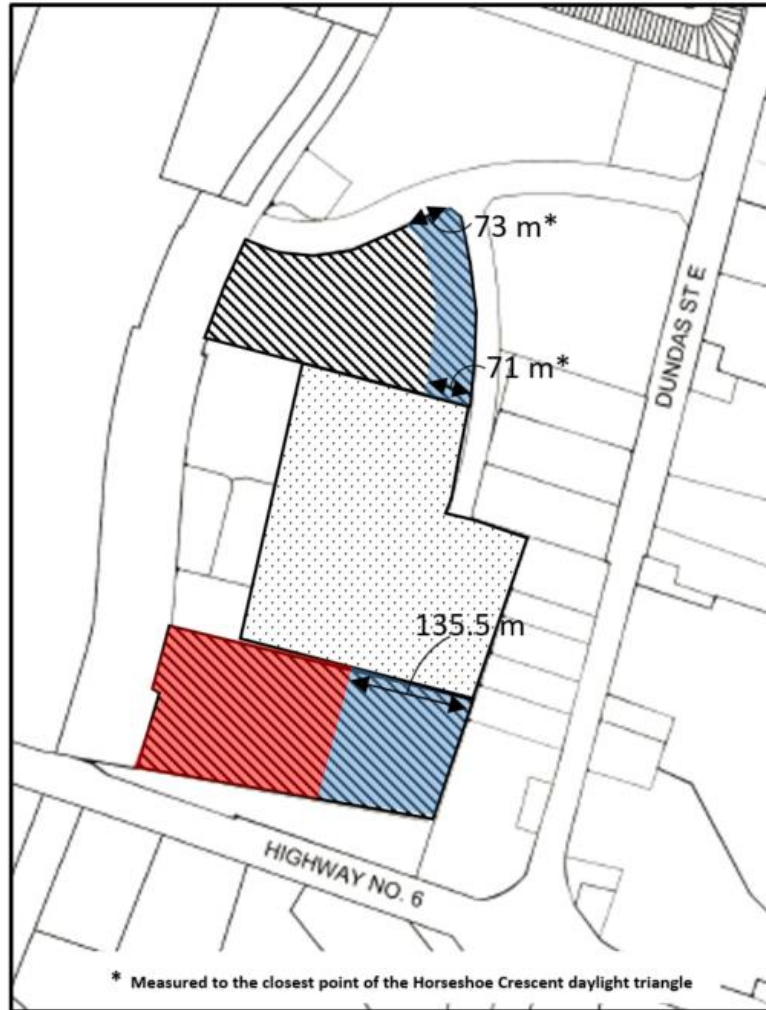 73 m*
71 m*
DUNDAS ST E
135.5 m
HIGHWAY NO. 6
* Measured to the closest point of the Horseshoe Crescent daylight triangle